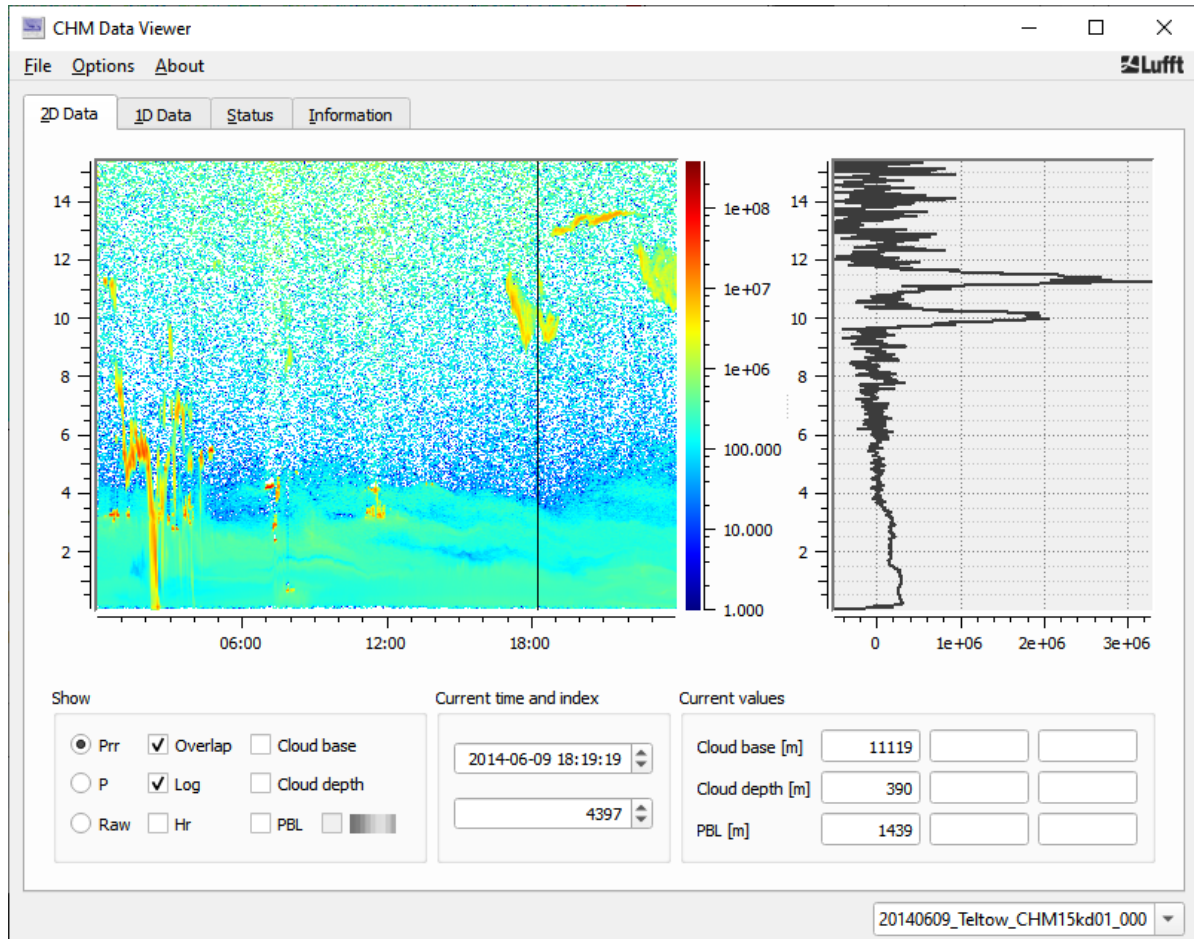 CHM Data Viewer
File Options About
Lufft
2D Data 1D Data Status Information
14
12
10
8
6
4
2
06:00 12:00 18:00
1e+08
1e+07
1e+06
100.000
10.000
1.000
14
12
10
8
6
4
2
0 1e+06 2e+06 3e+06
Show
Prr Overlap Cloud base
P Log Cloud depth
Raw Hr PBL
Current time and index
2014-06-09 18:19:19
4397
Current values
Cloud base [m] 11119
Cloud depth [m] 390
PBL [m] 1439
20140609_Teltow_CHM15kd01_000